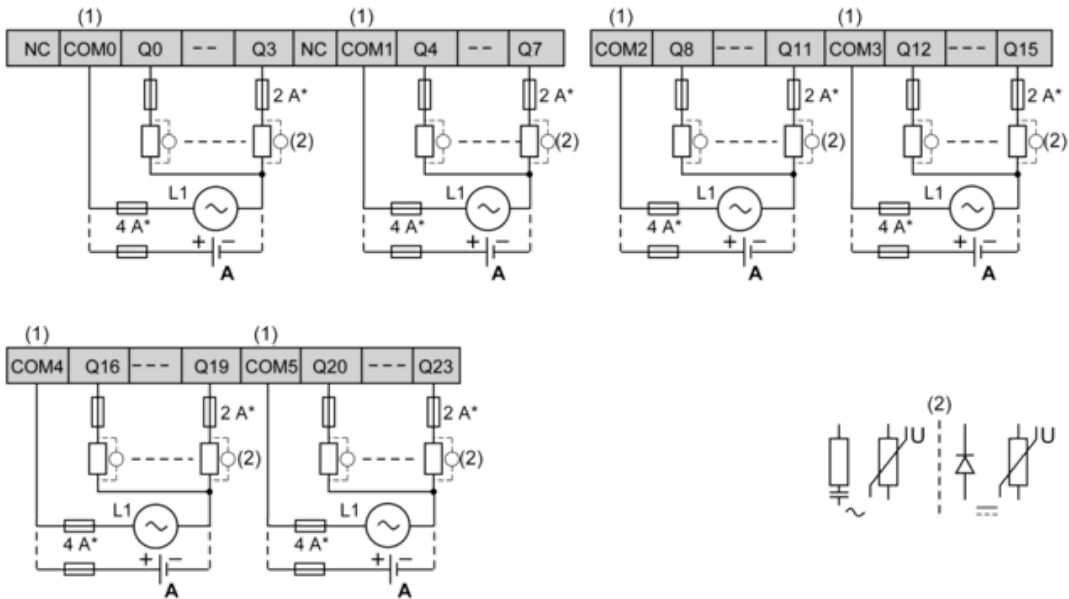 (1) (1) (1) (1)
NC COM0 Q0 -- Q3 NC COM1 Q4 -- Q7 COM2 Q8 --- Q11 COM3 Q12 ---- Q15
2 A* 2 A* 2 A* 2 A*
(2) (2) (2) (2)
L1 L1 L1 L1
4 A* 4 A* 4 A* 4 A*
+ − + − + − + −
A A A A
(1) (1)
COM4 Q16 ---- Q19 COM5 Q20 ---- Q23
2 A* 2 A*
(2) (2)
L1 L1
4 A* 4 A*
+ − + −
A A
(2)
U U